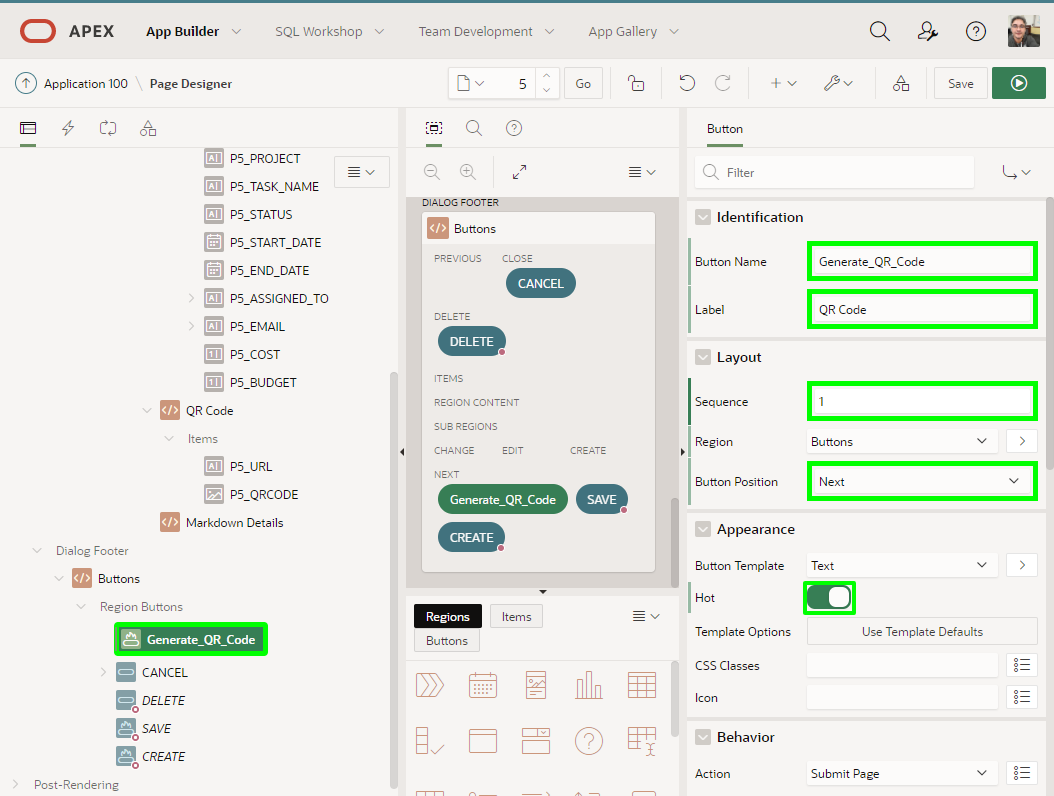 APEX App Builder SQL Workshop Team Development App Gallery
Application 100 \ Page Designer 5 Go Save
P5_PROJECT
P5_TASK_NAME
P5_STATUS
P5_START_DATE
P5_END_DATE
P5_ASSIGNED_TO
P5_EMAIL
P5_COST
P5_BUDGET
QR Code
Items
P5_URL
P5_QRCODE
Markdown Details
Dialog Footer
Buttons
Region Buttons
Generate_QR_Code
CANCEL
DELETE
SAVE
CREATE
Post-Rendering
DIALOG FOOTER
Buttons
PREVIOUS CLOSE
CANCEL
DELETE
DELETE
ITEMS
REGION CONTENT
SUB REGIONS
CHANGE EDIT CREATE
NEXT
Generate_QR_Code SAVE
CREATE
Regions Items
Buttons
Button
Filter
Identification
Button Name Generate_QR_Code
Label QR Code
Layout
Sequence 1
Region Buttons
Button Position Next
Appearance
Button Template Text
Hot
Template Options Use Template Defaults
CSS Classes
Icon
Behavior
Action Submit Page